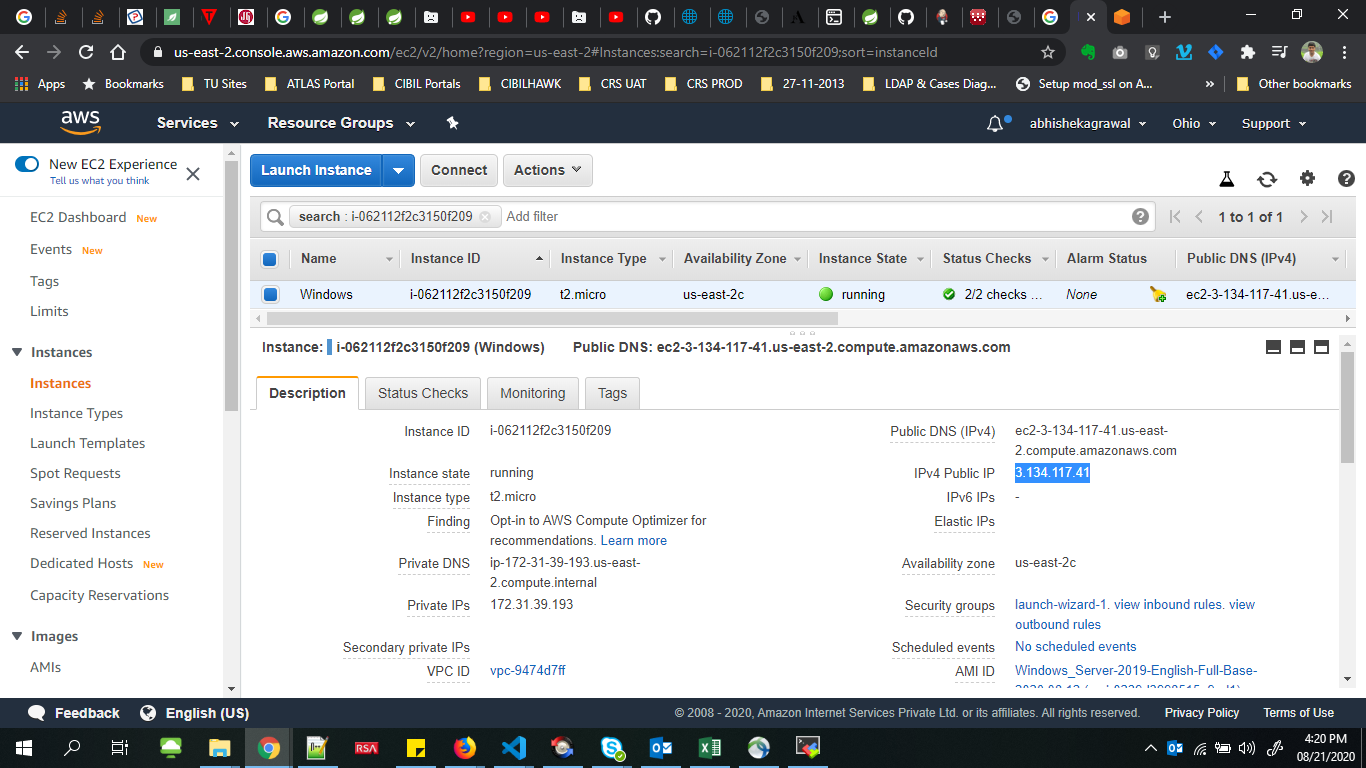 us-east-2.console.aws.amazon.com/ec2/v2/home?region=us-east-2#Instances:search=i-062112f2c3150f209;sort=instanceId
Apps Bookmarks TU Sites ATLAS Portal CIBIL Portals CIBILHAWK CRS UAT CRS PROD 27-11-2013 LDAP & Cases Diag... Setup mod_ssl on A... » Other bookmarks
aws Services Resource Groups abhishekagrawal Ohio Support
New EC2 Experience
Tell us what you think
EC2 Dashboard New
Events New
Tags
Limits
Instances
Instances
Instance Types
Launch Templates
Spot Requests
Savings Plans
Reserved Instances
Dedicated Hosts New
Capacity Reservations
Images
AMIs
Launch Instance Connect Actions
search : i-062112f2c3150f209 Add filter 1 to 1 of 1
Name Instance ID Instance Type Availability Zone Instance State Status Checks Alarm Status Public DNS (IPv4)
Windows i-062112f2c3150f209 t2.micro us-east-2c running 2/2 checks ... None ec2-3-134-117-41.us-e...
Instance: i-062112f2c3150f209 (Windows) Public DNS: ec2-3-134-117-41.us-east-2.compute.amazonaws.com
Description Status Checks Monitoring Tags
Instance ID i-062112f2c3150f209
Instance state running
Instance type t2.micro
Finding Opt-in to AWS Compute Optimizer for
recommendations. Learn more
Private DNS ip-172-31-39-193.us-east-
2.compute.internal
Private IPs 172.31.39.193
Secondary private IPs
VPC ID vpc-9474d7ff
Public DNS (IPv4) ec2-3-134-117-41.us-east-
2.compute.amazonaws.com
IPv4 Public IP 3.134.117.41
IPv6 IPs -
Elastic IPs
Availability zone us-east-2c
Security groups launch-wizard-1. view inbound rules. view
outbound rules
Scheduled events No scheduled events
AMI ID Windows_Server-2019-English-Full-Base-
Feedback English (US) © 2008 - 2020, Amazon Internet Services Private Ltd. or its affiliates. All rights reserved. Privacy Policy Terms of Use
RSA
4:20 PM
08/21/2020